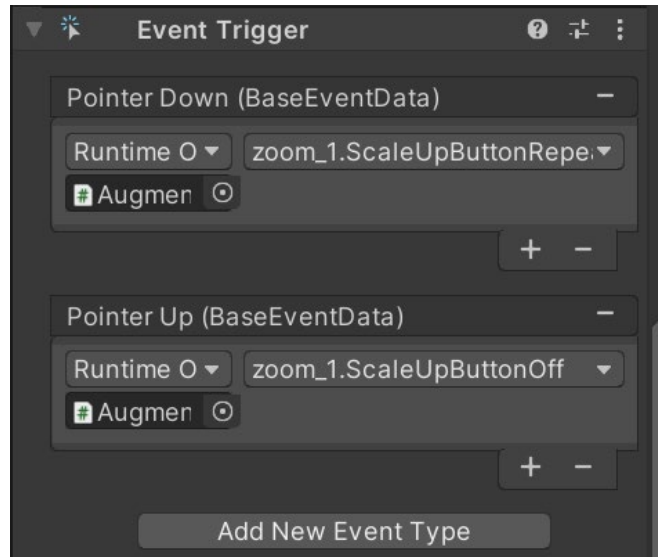 Event Trigger
Pointer Down (BaseEventData)
Runtime O zoom_1.ScaleUpButtonRepe
Augmen
Pointer Up (BaseEventData)
Runtime O zoom_1.ScaleUpButtonOff
Augmen
Add New Event Type